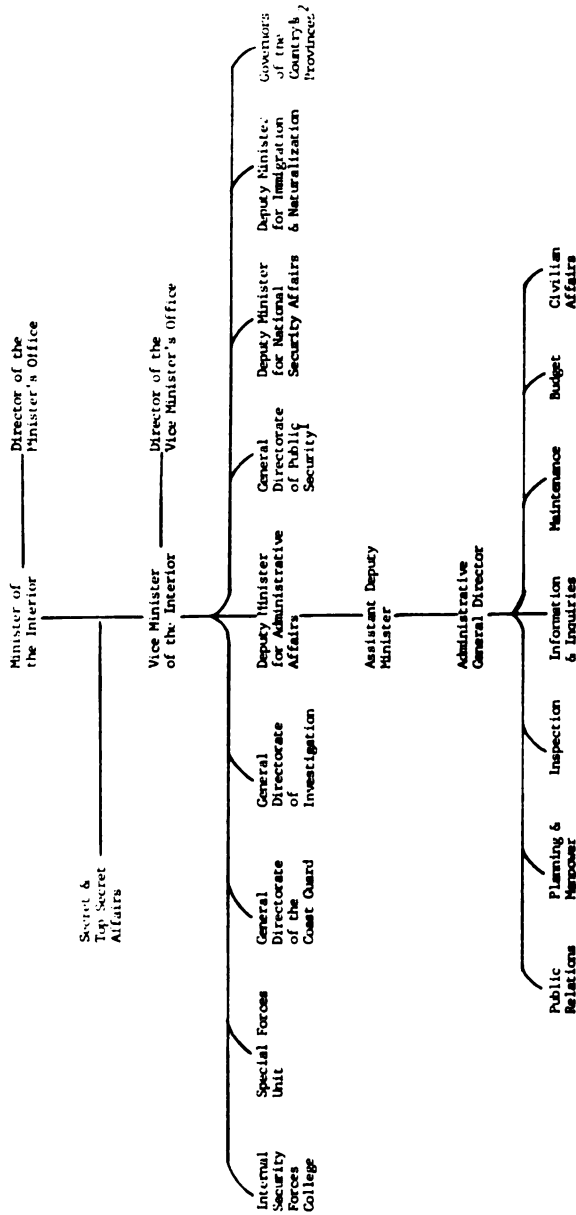 Minister of
the Interior
Director of the
Minister's Office
Secret &
Top Secret
Affairs
Vice Minister
of the Interior
Director of the
Vice Minister's Office
Internal
Security
Forces
College
Special Forces
Unit
General
Directorate
of the
Coast Guard
General
Directorate
of
Investigation
Deputy Minister
for Administrative
Affairs
General
Directorate
of Public
Security1
Deputy Minister
for National
Security Affairs
Deputy Minister
for Immigration
& Naturalization
Governors
of the
Country's
Provinces2
Assistant Deputy
Minister
Administrative
General Director
Public
Relations
Planning &
Manpower
Inspection
Information
& Inquiries
Maintenance
Budget
Civilian
Affairs